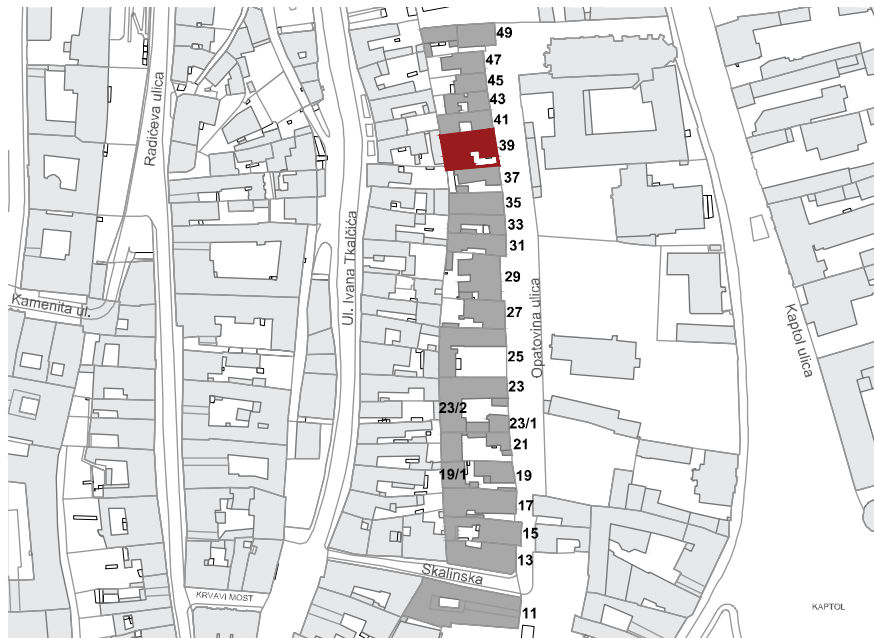 49
47
45
43
41
39
37
35
33
31
29
27
25
23
23/2
23/1
21
19/1
19
17
15
13
11
Radićeva ulica
Ul. Ivana Tkalčića
Opatovina ulica
Kaptol ulica
Kamenita ul.
Skalinska
KRVAVI MOST
KAPTOL